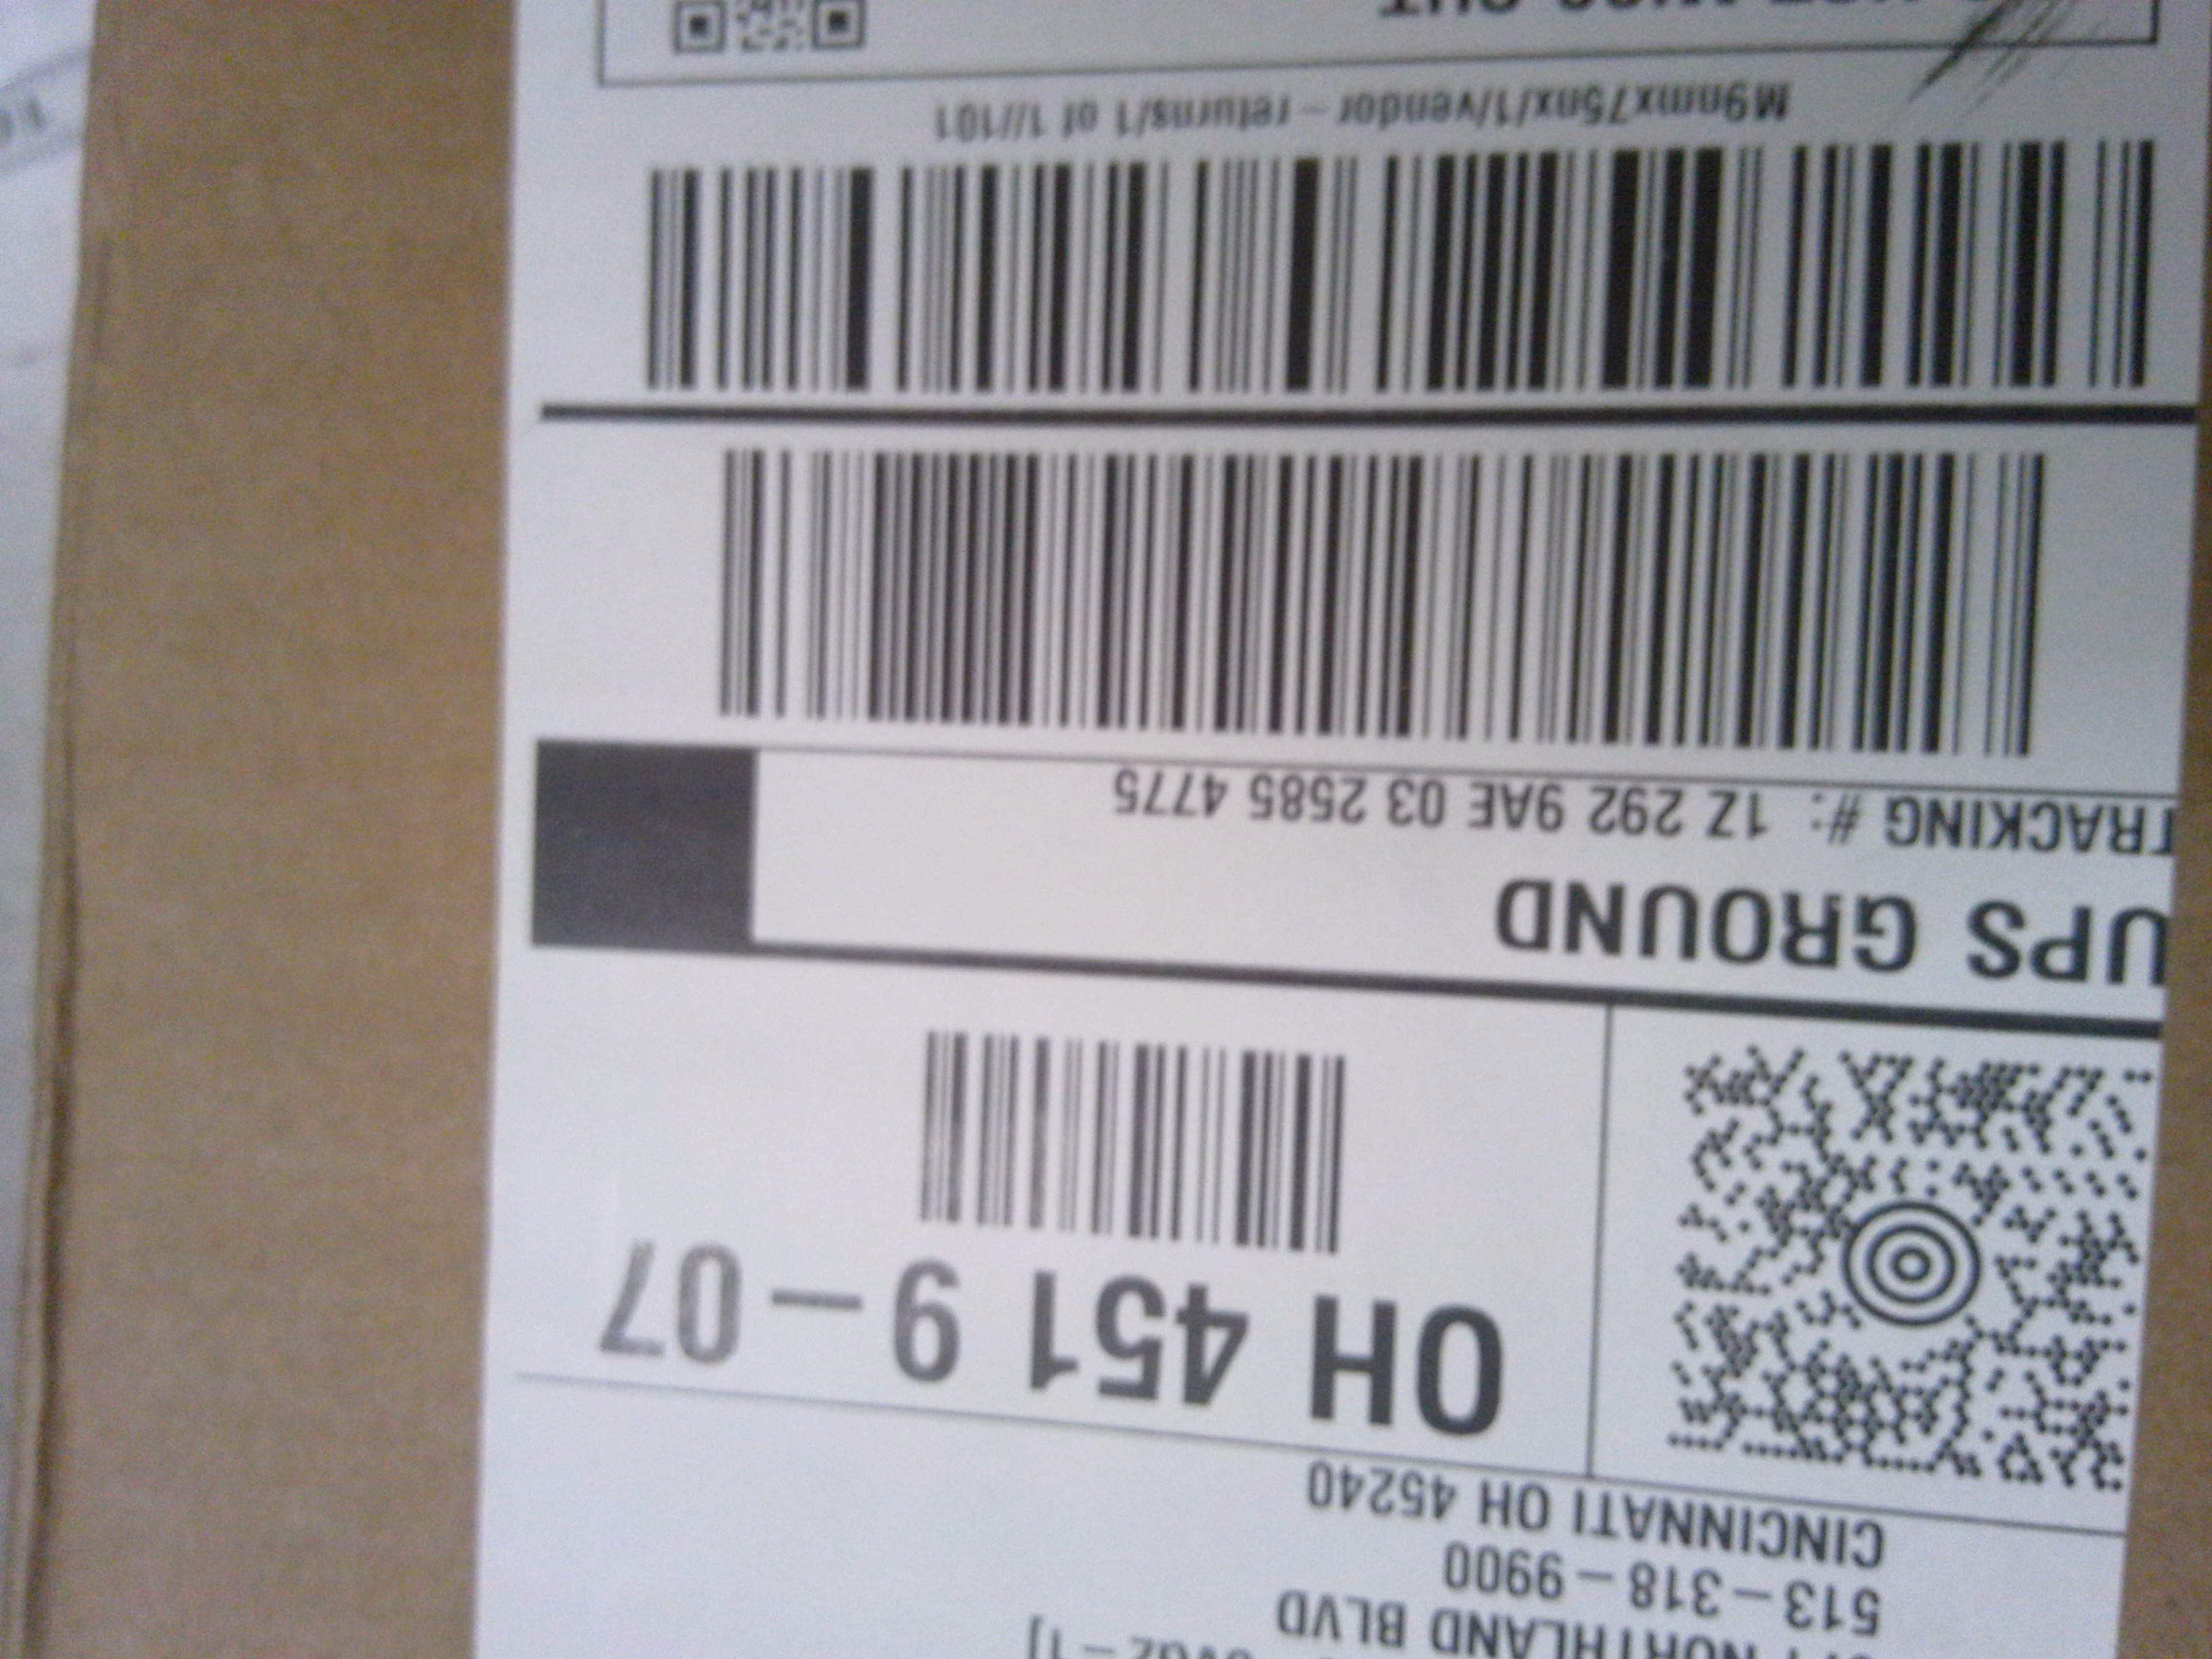 NORTHLAND BLVD
513-318-9900
CINCINNATI OH 45240
OH 451 9-07
UPS GROUND
TRACKING #: 1Z 292 9AE 03 2585 4775
M9nmx75nx/1/vendor-returns/1 of 1//101